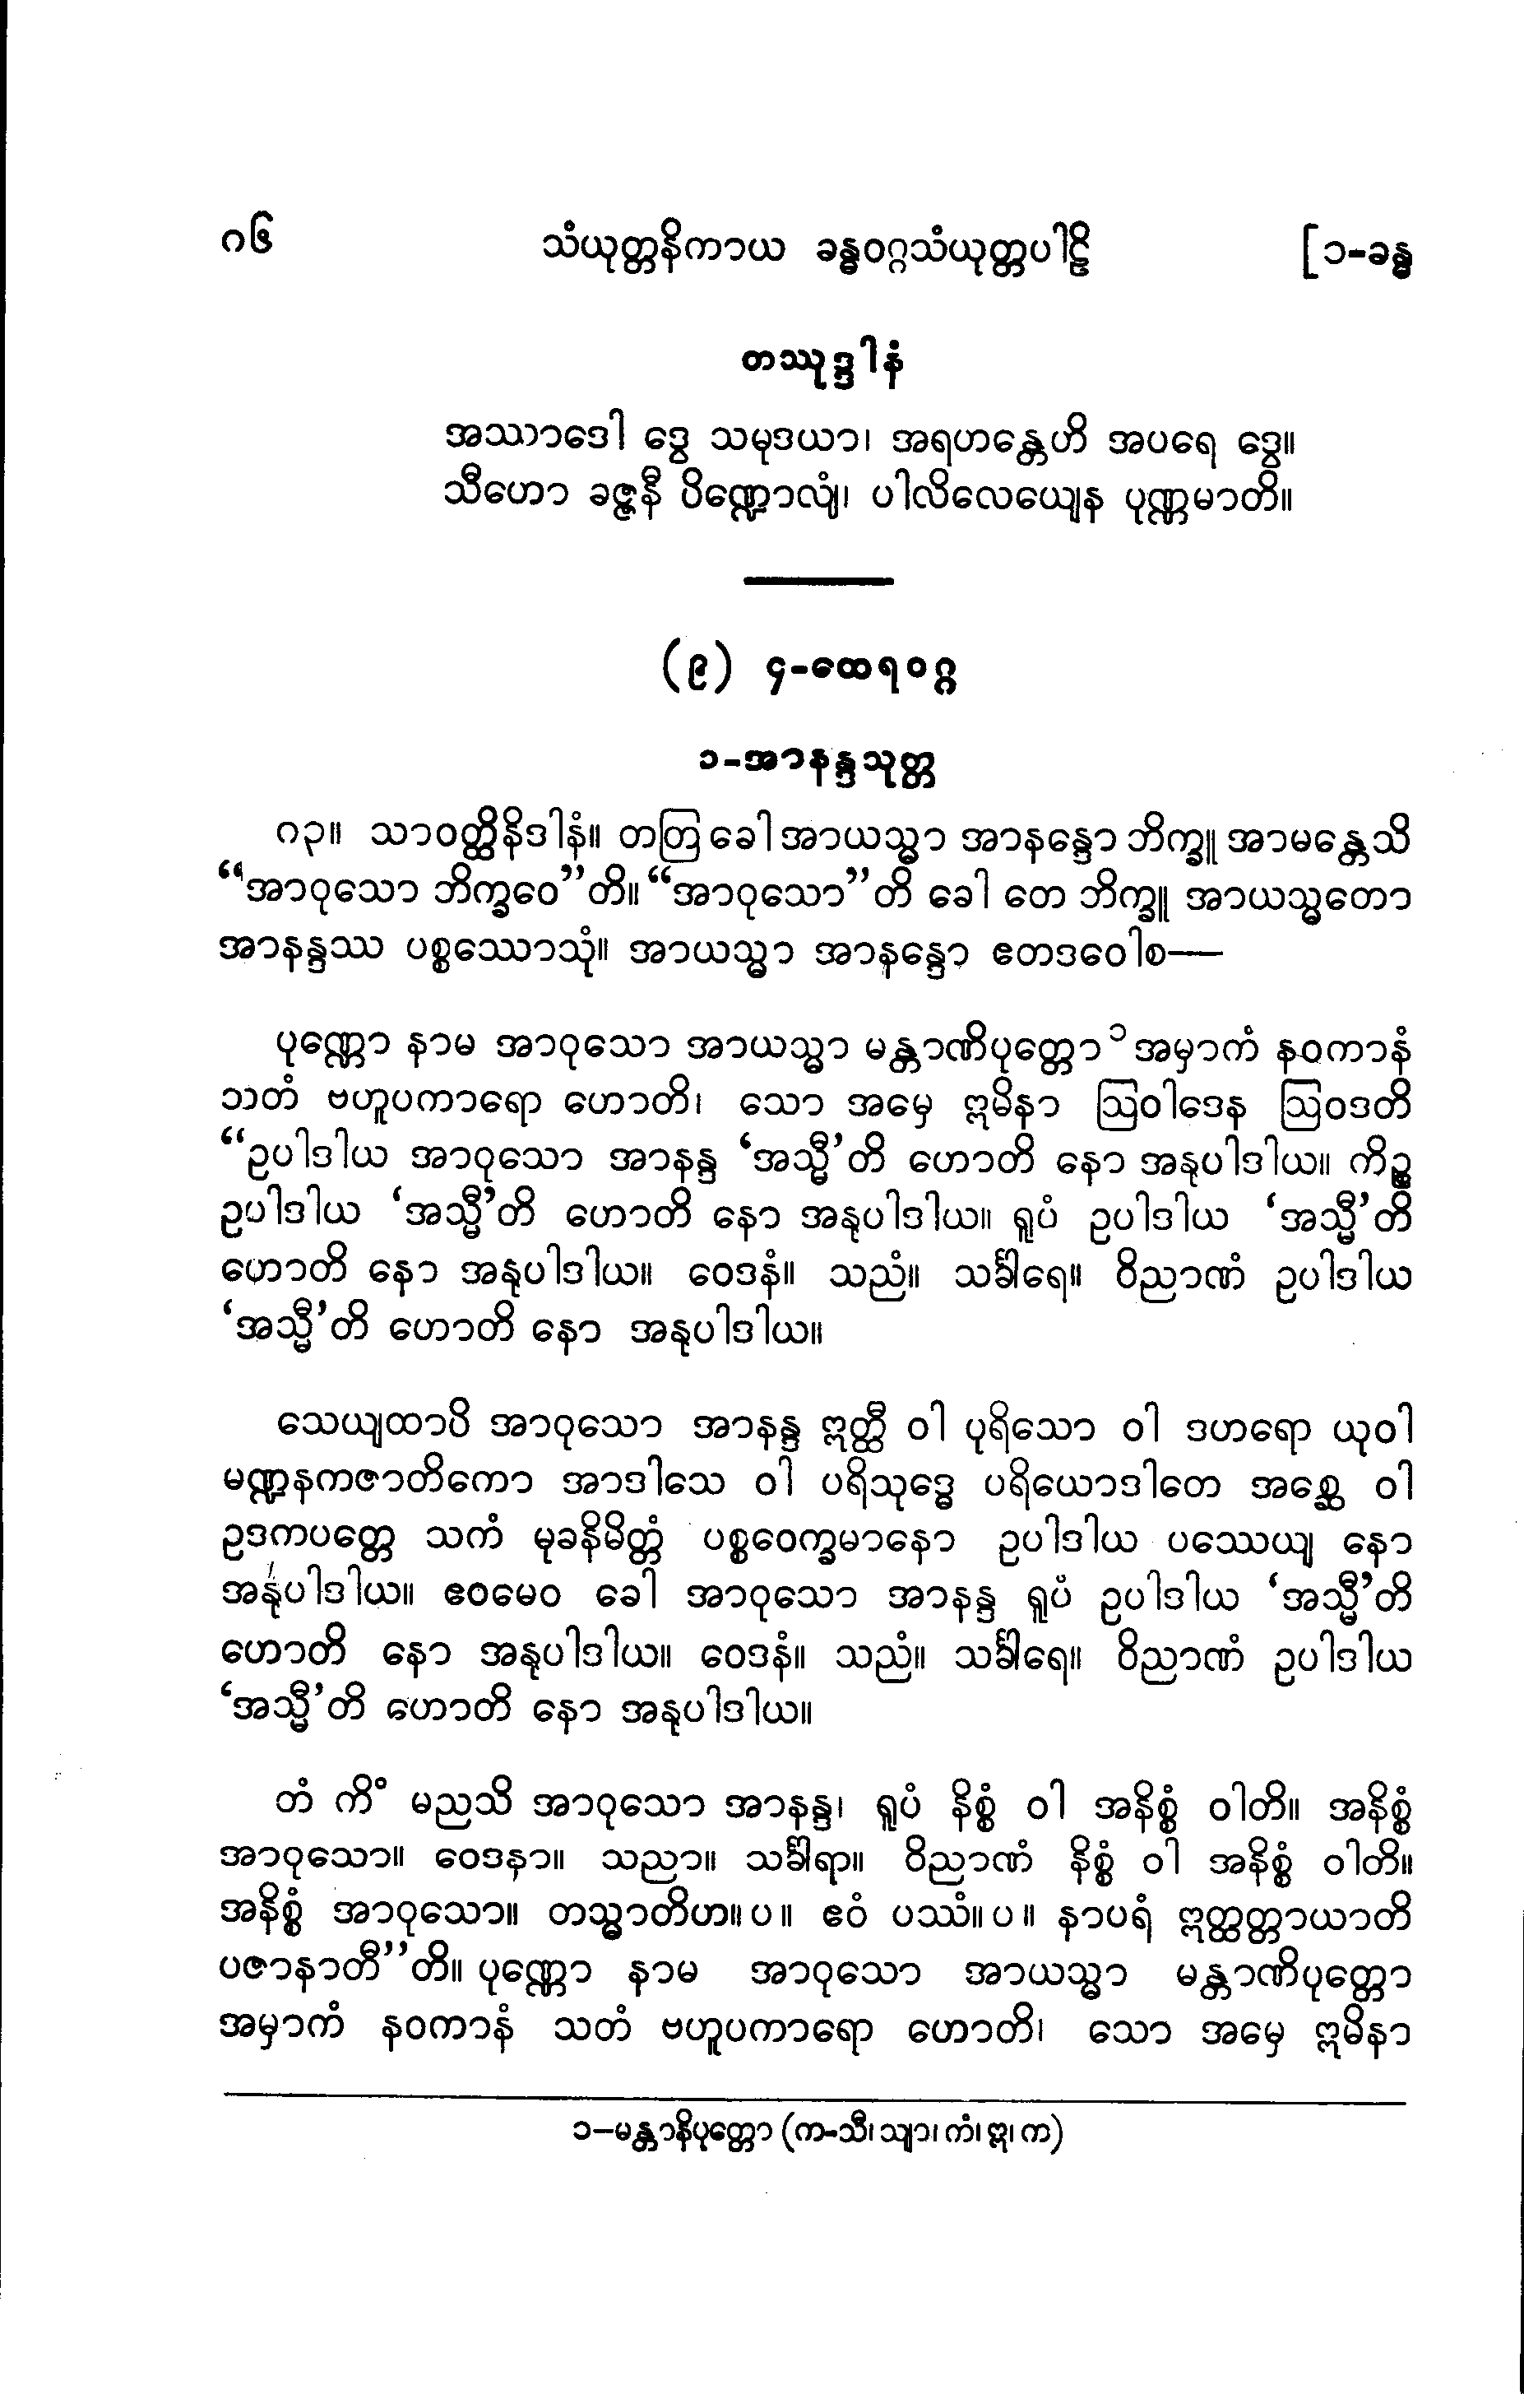 ဂ၆ သံယုတ္တနိကာယ ခန္ဓဝဂ္ဂသံယုတ္တပါဠိ [၁-ခန္ဓ
တဿုဒ္ဒါနံ
အဿာဒေါ ဒွေ သမုဒယာ၊ အရဟန္တေဟိ အပရေ ဒွေ။
သီဟော ခဇ္ဇနီ ပိဏ္ဍောလျံ၊ ပါလိလေယျေန ပုဏ္ဏမာတိ။
(၉) ၄-ထေရဝဂ္ဂ
၁-အာနန္ဒသုတ္တ
၈၃။ သာဝတ္ထိနိဒါနံ။ တတြ ခေါ အာယသ္မာ အာနန္ဒော ဘိက္ခူ အာမန္တေသိ
“အာဝုသော ဘိက္ခဝေ”တိ။ “အာဝုသော”တိ ခေါ တေ ဘိက္ခူ အာယသ္မတော
အာနန္ဒဿ ပစ္စဿောသုံ။ အာယသ္မာ အာနန္ဒော ဧတဒဝေါစ—
ပုဏ္ဏော နာမ အာဝုသော အာယသ္မာ မန္တာဏိပုတ္တော၁ အမှာကံ နဝကာနံ
သတံ ဗဟူပကာရော ဟောတိ၊ သော အမှေ ဣမိနာ ဩဝါဒေန ဩဝဒတိ
“ဥပါဒါယ အာဝုသော အာနန္ဒ ‘အသ္မီ’တိ ဟောတိ နော အနုပါဒါယ။ ကိဉ္စ
ဥပါဒါယ ‘အသ္မီ’တိ ဟောတိ နော အနုပါဒါယ။ ရူပံ ဥပါဒါယ ‘အသ္မီ’တိ
ဟောတိ နော အနုပါဒါယ။ ဝေဒနံ။ သညံ။ သင်္ခါရေ။ ဝိညာဏံ ဥပါဒါယ
‘အသ္မီ’တိ ဟောတိ နော အနုပါဒါယ။
သေယျထာပိ အာဝုသော အာနန္ဒ ဣတ္ထီ ဝါ ပုရိသော ဝါ ဒဟရော ယုဝါ
မဏ္ဍနကဇာတိကော အာဒါသေ ဝါ ပရိသုဒ္ဓေ ပရိယောဒါတေ အစ္ဆေ ဝါ
ဥဒကပတ္တေ သကံ မုခနိမိတ္တံ ပစ္စဝေက္ခမာနော ဥပါဒါယ ပဿေယျ နော
အနုပါဒါယ။ ဧဝမေဝ ခေါ အာဝုသော အာနန္ဒ ရူပံ ဥပါဒါယ ‘အသ္မီ’တိ
ဟောတိ နော အနုပါဒါယ။ ဝေဒနံ။ သညံ။ သင်္ခါရေ။ ဝိညာဏံ ဥပါဒါယ
‘အသ္မီ’တိ ဟောတိ နော အနုပါဒါယ။
တံ ကိံ မညသိ အာဝုသော အာနန္ဒ၊ ရူပံ နိစ္စံ ဝါ အနိစ္စံ ဝါတိ။ အနိစ္စံ
အာဝုသော။ ဝေဒနာ။ သညာ။ သင်္ခါရာ။ ဝိညာဏံ နိစ္စံ ဝါ အနိစ္စံ ဝါတိ။
အနိစ္စံ အာဝုသော။ တသ္မာတိဟ။ပ။ ဧဝံ ပဿံ။ပ။ နာပရံ ဣတ္ထတ္တာယာတိ
ပဇာနာတီ”တိ။ ပုဏ္ဏော နာမ အာဝုသော အာယသ္မာ မန္တာဏိပုတ္တော
အမှာကံ နဝကာနံ သတံ ဗဟူပကာရော ဟောတိ၊ သော အမှေ ဣမိနာ
၁-မန္တာနိပုတ္တော (က-သီ၊ သျာ၊ ကံ၊ ဣ၊ က)